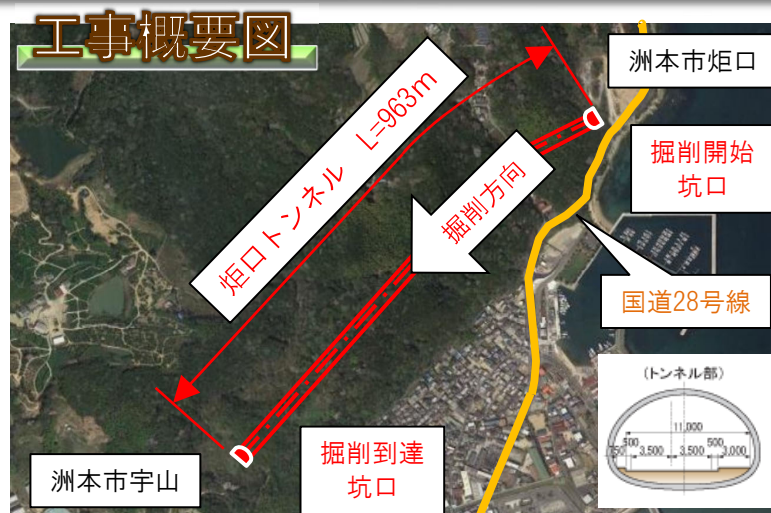 工事概要図
洲本市炬口
炬口トンネル L=963m
掘削開始
坑口
掘削方向
国道28号線
(トンネル部)
11,000
500
500
750
3,500
3,500
3,000
掘削到達
坑口
洲本市宇山